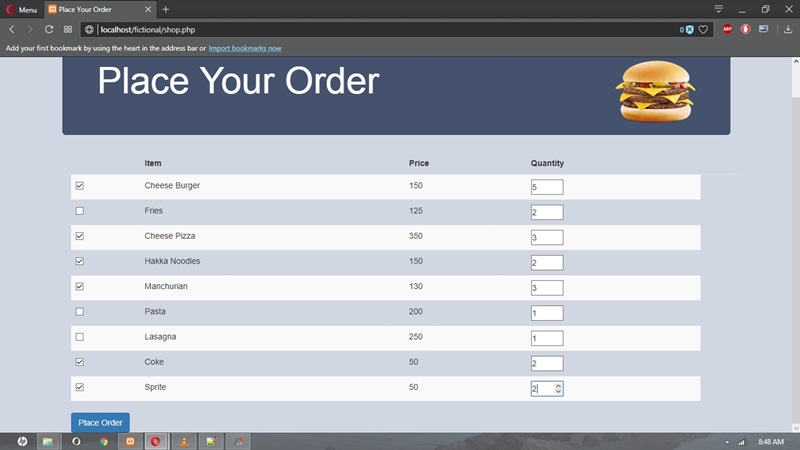 Menu
Place Your Order
localhost/fictional/shop.php
0
ABP
Add your first bookmark by using the heart in the address bar or Import bookmarks now
Place Your Order
Item Price Quantity
Cheese Burger 150 5
Fries 125 2
Cheese Pizza 350 3
Hakka Noodles 150 2
Manchurian 130 3
Pasta 200 1
Lasagna 250 1
Coke 50 2
Sprite 50 2
Place Order
8:48 AM